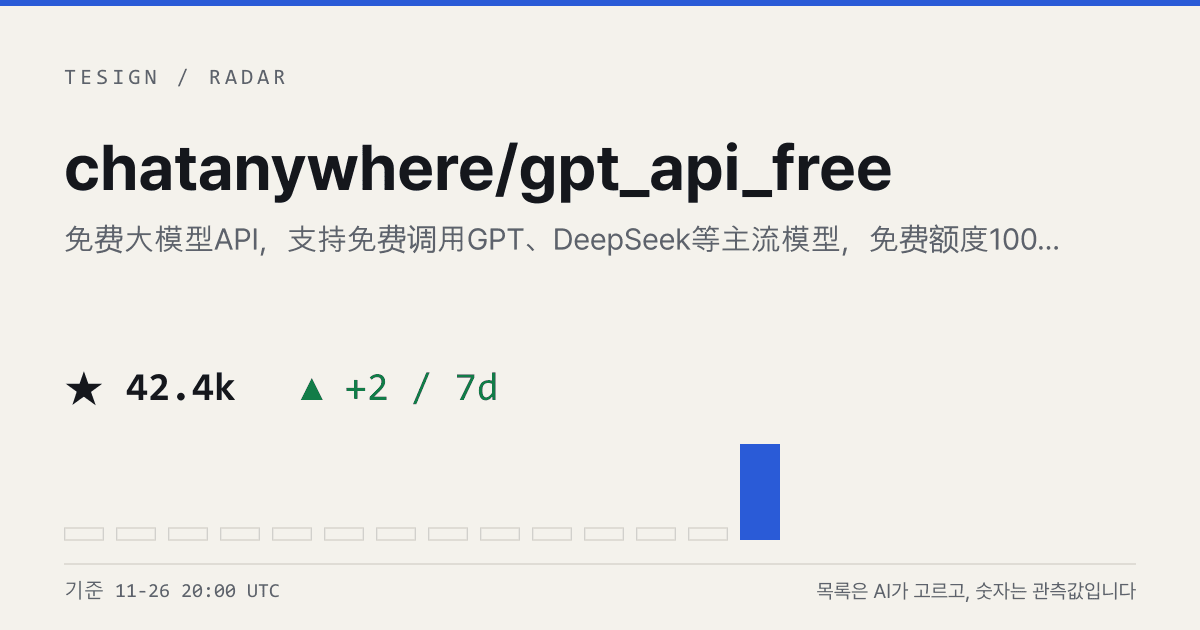 TESIGN / RADAR
chatanywhere/gpt_api_free
免费大模型API，支持免费调用GPT、DeepSeek等主流模型，免费额度100…
★ 42.4k ▲ +2 / 7d
기준 11-26 20:00 UTC
목록은 AI가 고르고, 숫자는 관측값입니다